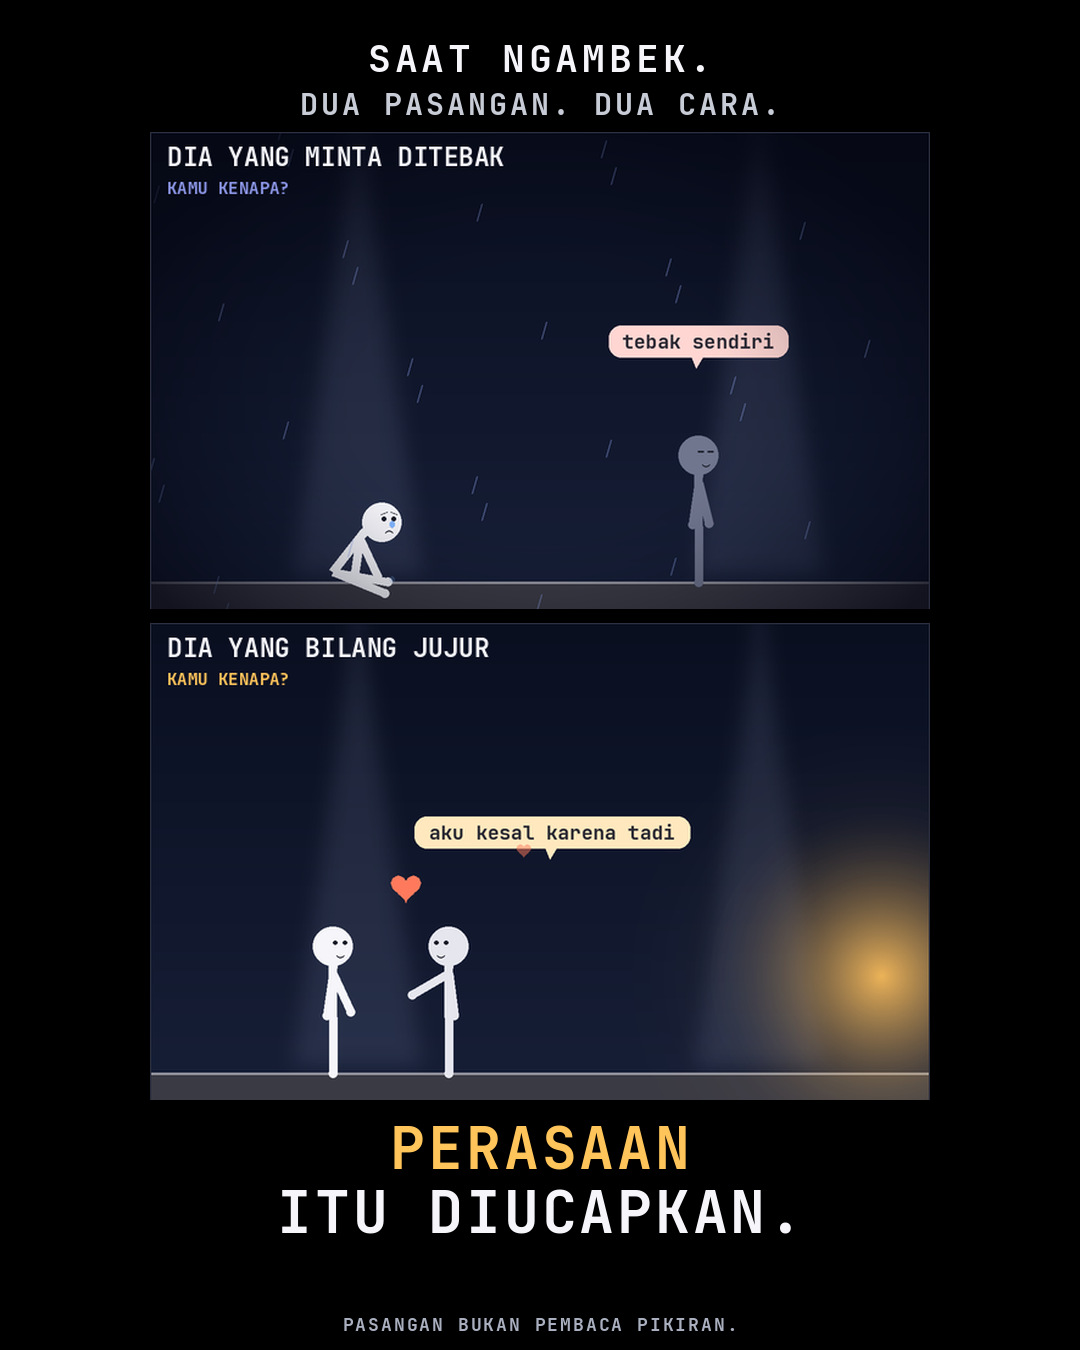 SAAT NGAMBEK.
DUA PASANGAN. DUA CARA.
DIA YANG MINTA DITEBAK
KAMU KENAPA?
tebak sendiri
DIA YANG BILANG JUJUR
KAMU KENAPA?
aku kesal karena tadi
PERASAAN
ITU DIUCAPKAN.
PASANGAN BUKAN PEMBACA PIKIRAN.